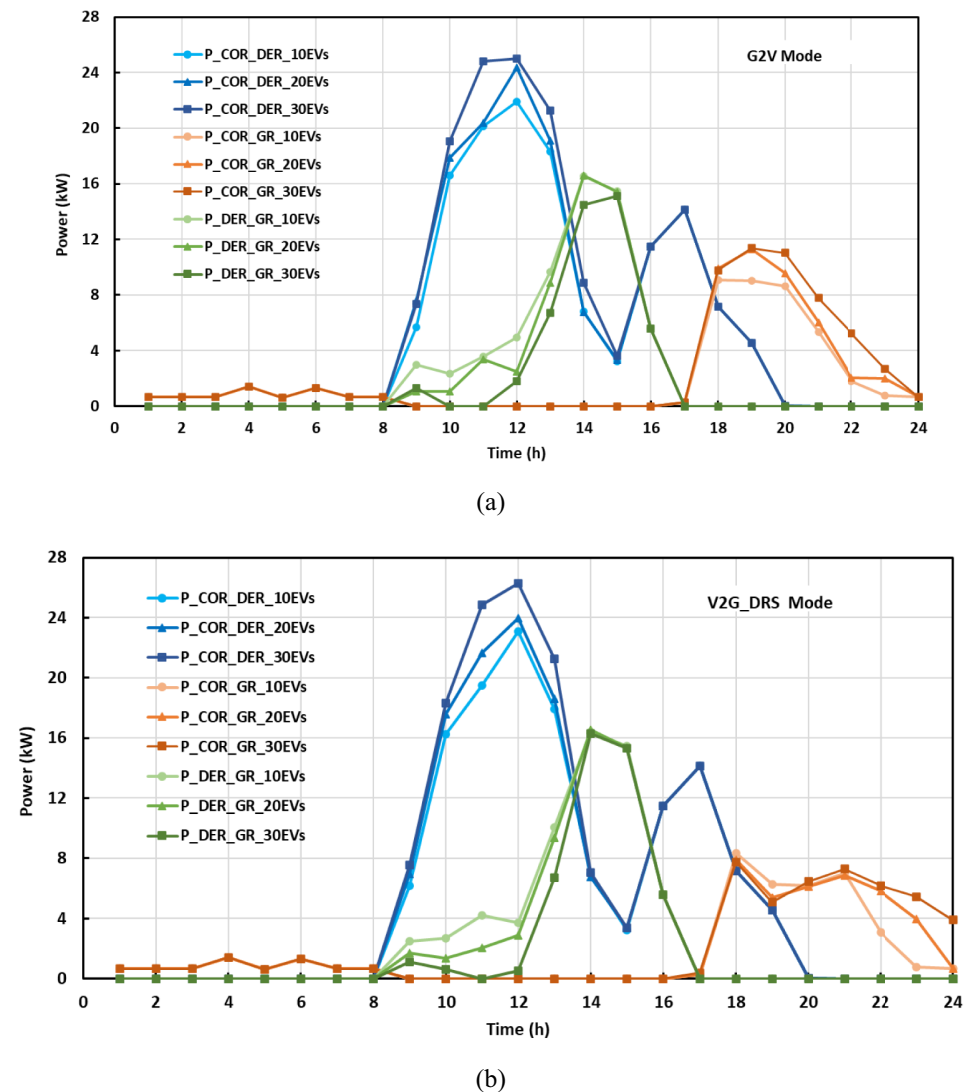 28
24
20
16
12
8
4
0
Power (kW)
G2V Mode
P_COR_DER_10EVs
P_COR_DER_20EVs
P_COR_DER_30EVs
P_COR_GR_10EVs
P_COR_GR_20EVs
P_COR_GR_30EVs
P_DER_GR_10EVs
P_DER_GR_20EVs
P_DER_GR_30EVs
0 2 4 6 8 10 12 14 16 18 20 22 24
Time (h)
(a)
28
24
20
16
12
8
4
0
Power (kW)
V2G_DRS Mode
P_COR_DER_10EVs
P_COR_DER_20EVs
P_COR_DER_30EVs
P_COR_GR_10EVs
P_COR_GR_20EVs
P_COR_GR_30EVs
P_DER_GR_10EVs
P_DER_GR_20EVs
P_DER_GR_30EVs
0 2 4 6 8 10 12 14 16 18 20 22 24
Time (h)
(b)